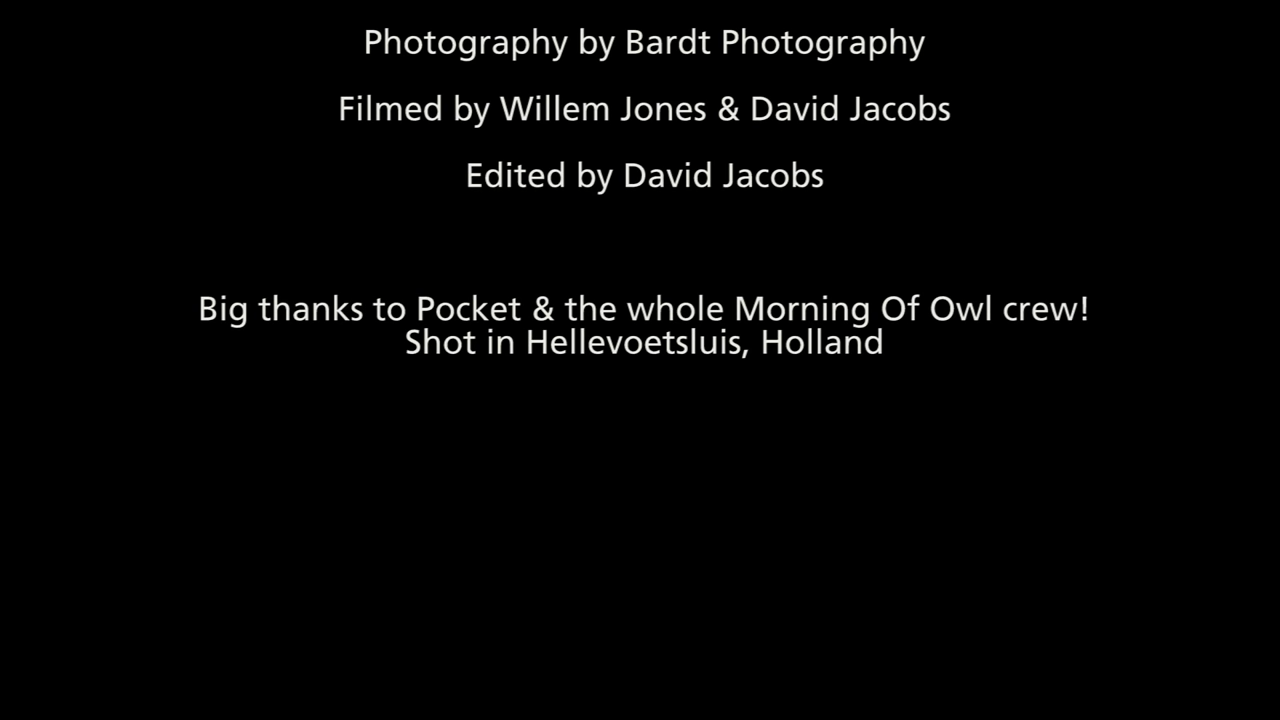 Photography by Bardt Photography
Filmed by Willem Jones & David Jacobs
Edited by David Jacobs
Big thanks to Pocket & the whole Morning Of Owl crew!
Shot in Hellevoetsluis, Holland